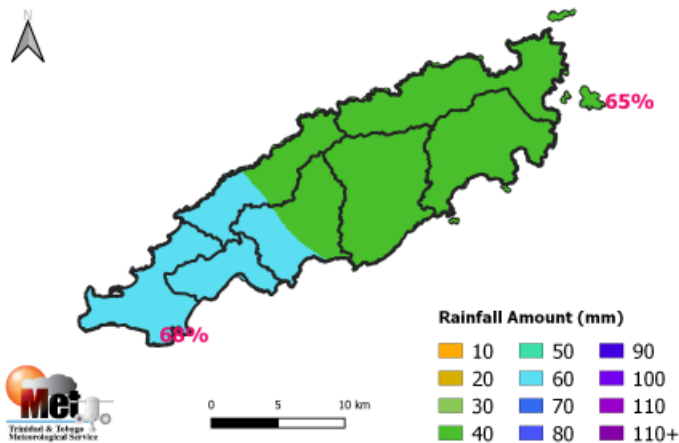 N
65%
68%
Rainfall Amount (mm)
10 50 90
20 60 100
30 70 110
40 80 110+
0 5 10 km
Met
Trinidad & Tobago
Meteorological Service